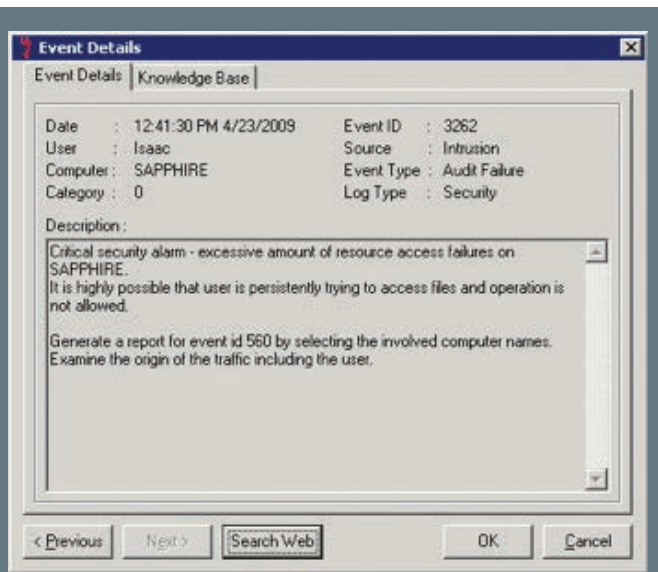 Event Details
Event Details Knowledge Base
Date : 12:41:30 PM 4/23/2009 Event ID : 3262
User : Isaac Source : Intrusion
Computer : SAPPHIRE Event Type : Audit Failure
Category : 0 Log Type : Security
Description :
Critical security alarm - excessive amount of resource access failures on
SAPPHIRE.
It is highly possible that user is persistently trying to access files and operation is
not allowed.
Generate a report for event id 560 by selecting the involved computer names.
Examine the origin of the traffic including the user.
< Previous Next > Search Web OK Cancel